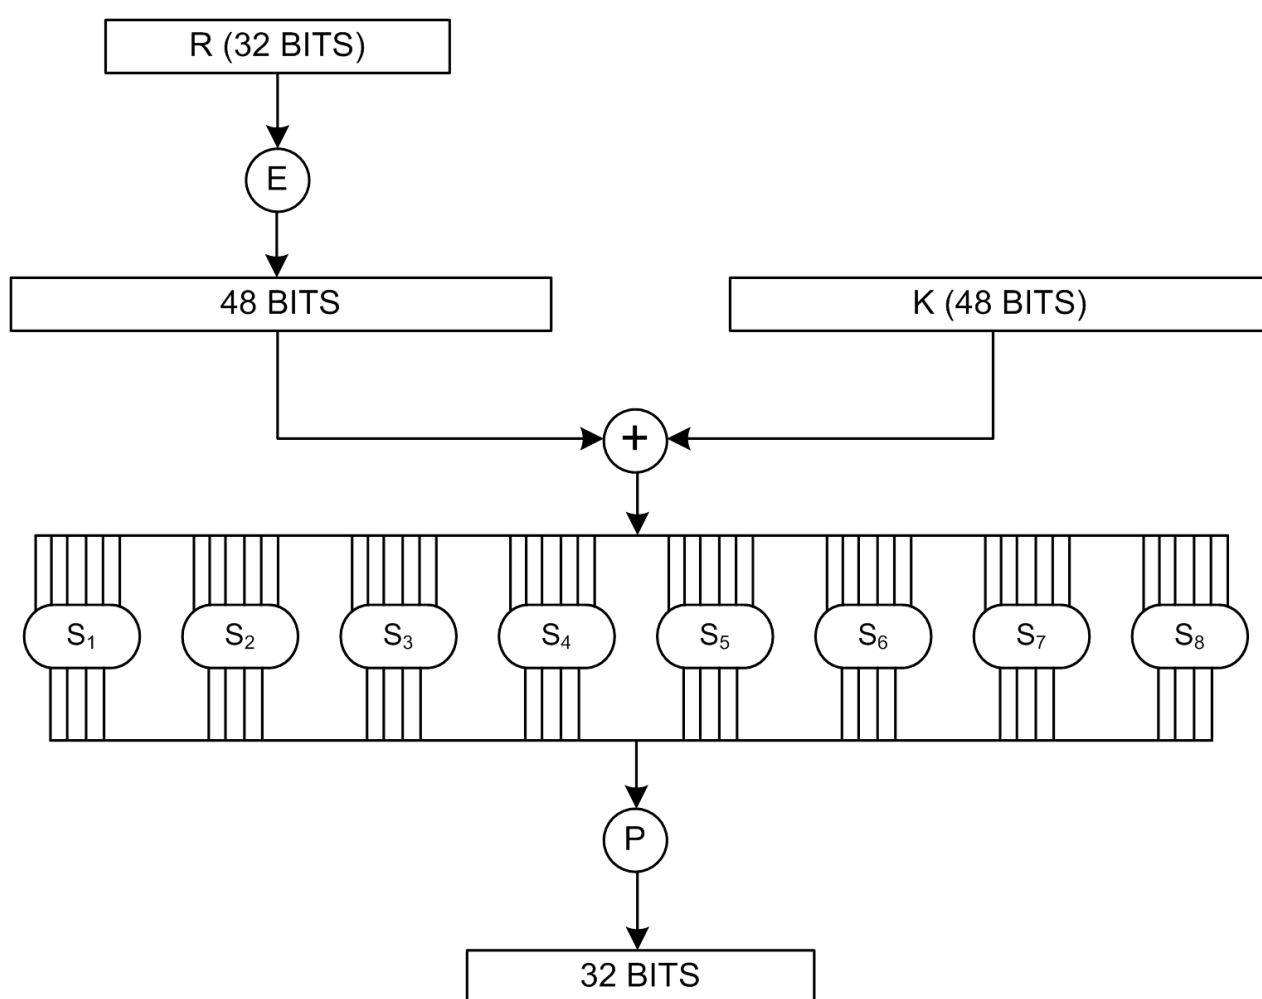 R (32 BITS)
E
48 BITS
K (48 BITS)
+
S₁ S₂ S₃ S₄ S₅ S₆ S₇ S₈
P
32 BITS